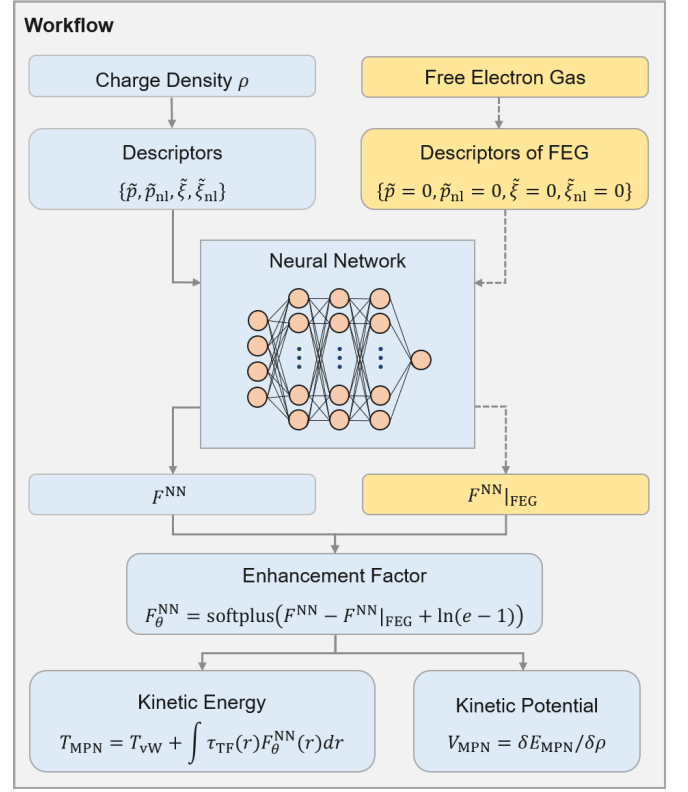 Workflow
Charge Density ρ
Free Electron Gas
Descriptors
{p̃, p̃nl, ξ̃, ξ̃nl}
Descriptors of FEG
{p̃ = 0, p̃nl = 0, ξ̃ = 0, ξ̃nl = 0}
Neural Network
F^NN
F^NN|FEG
Enhancement Factor
F_θ^NN = softplus(F^NN − F^NN|FEG + ln(e − 1))
Kinetic Energy
T_MPN = T_vW + ∫ τ_TF(r)F_θ^NN(r)dr
Kinetic Potential
V_MPN = δE_MPN/δρ